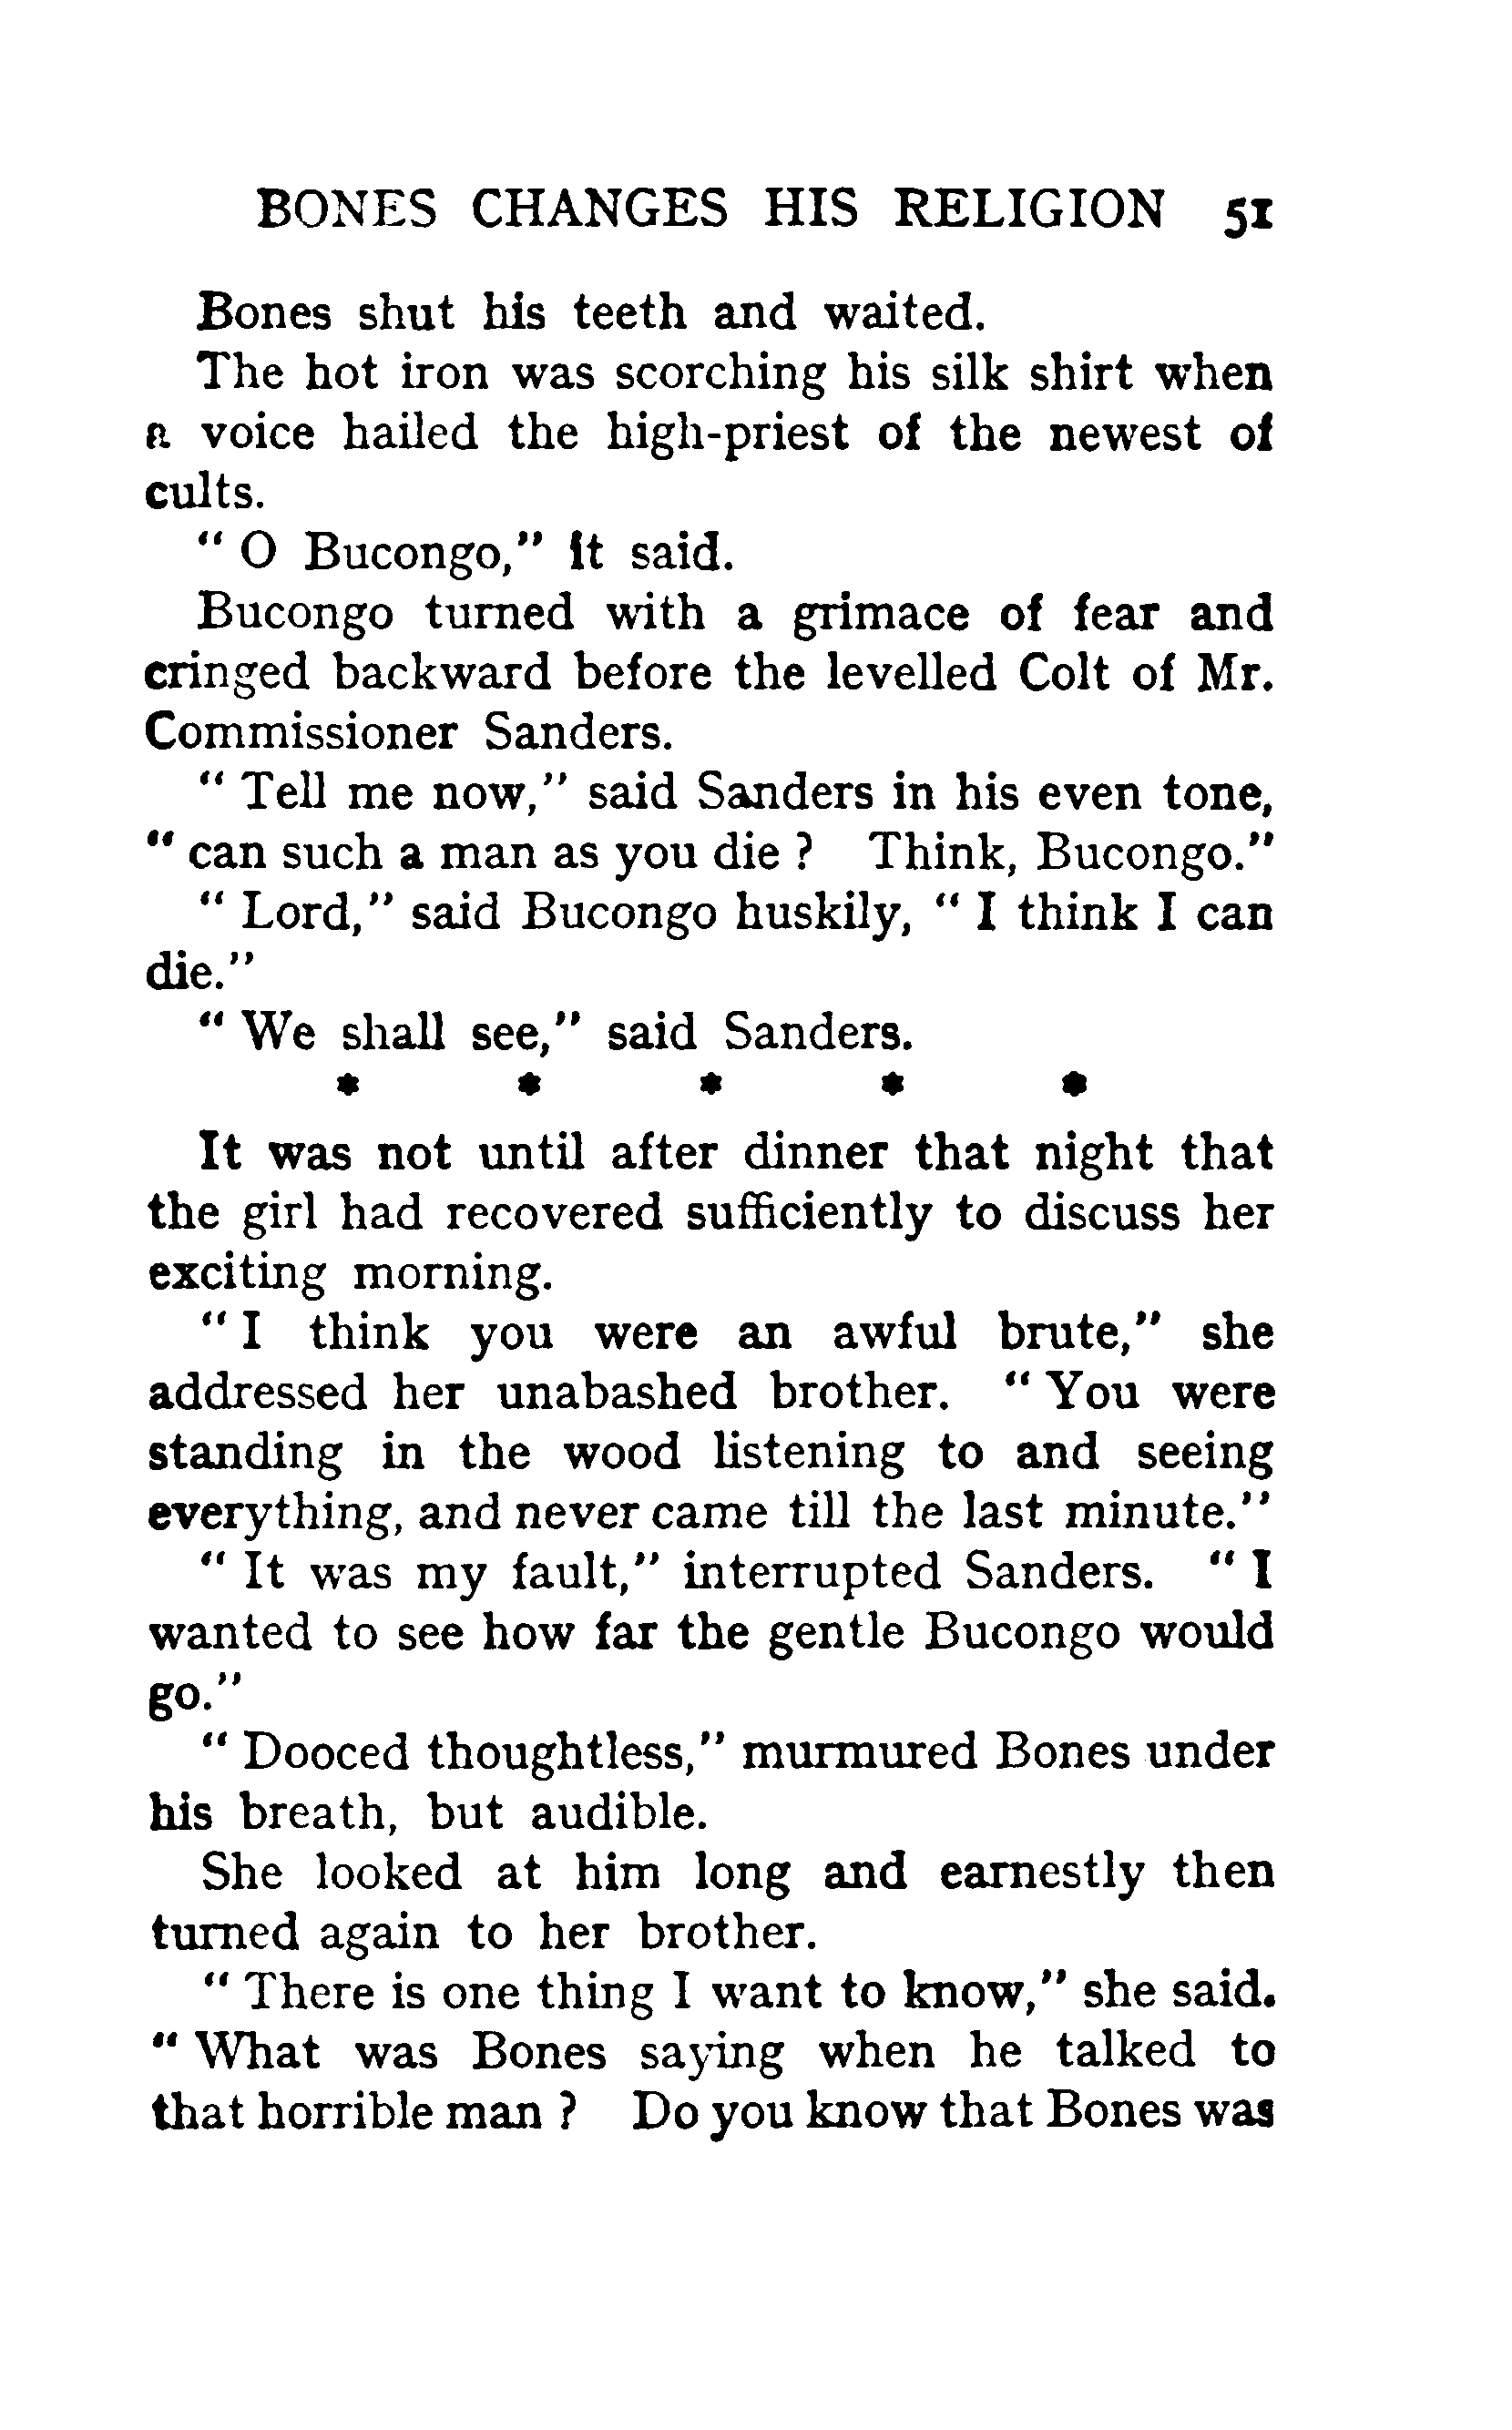 BONES CHANGES HIS RELIGION 51
Bones shut his teeth and waited.
The hot iron was scorching his silk shirt when
a voice hailed the high-priest of the newest of
cults.
" O Bucongo," it said.
Bucongo turned with a grimace of fear and
cringed backward before the levelled Colt of Mr.
Commissioner Sanders.
" Tell me now," said Sanders in his even tone,
" can such a man as you die ? Think, Bucongo."
" Lord," said Bucongo huskily, " I think I can
die."
" We shall see," said Sanders.
* * * * *
It was not until after dinner that night that
the girl had recovered sufficiently to discuss her
exciting morning.
" I think you were an awful brute," she
addressed her unabashed brother. " You were
standing in the wood listening to and seeing
everything, and never came till the last minute."
" It was my fault," interrupted Sanders. " I
wanted to see how far the gentle Bucongo would
go."
" Dooced thoughtless," murmured Bones under
his breath, but audible.
She looked at him long and earnestly then
turned again to her brother.
" There is one thing I want to know," she said.
" What was Bones saying when he talked to
that horrible man ? Do you know that Bones was